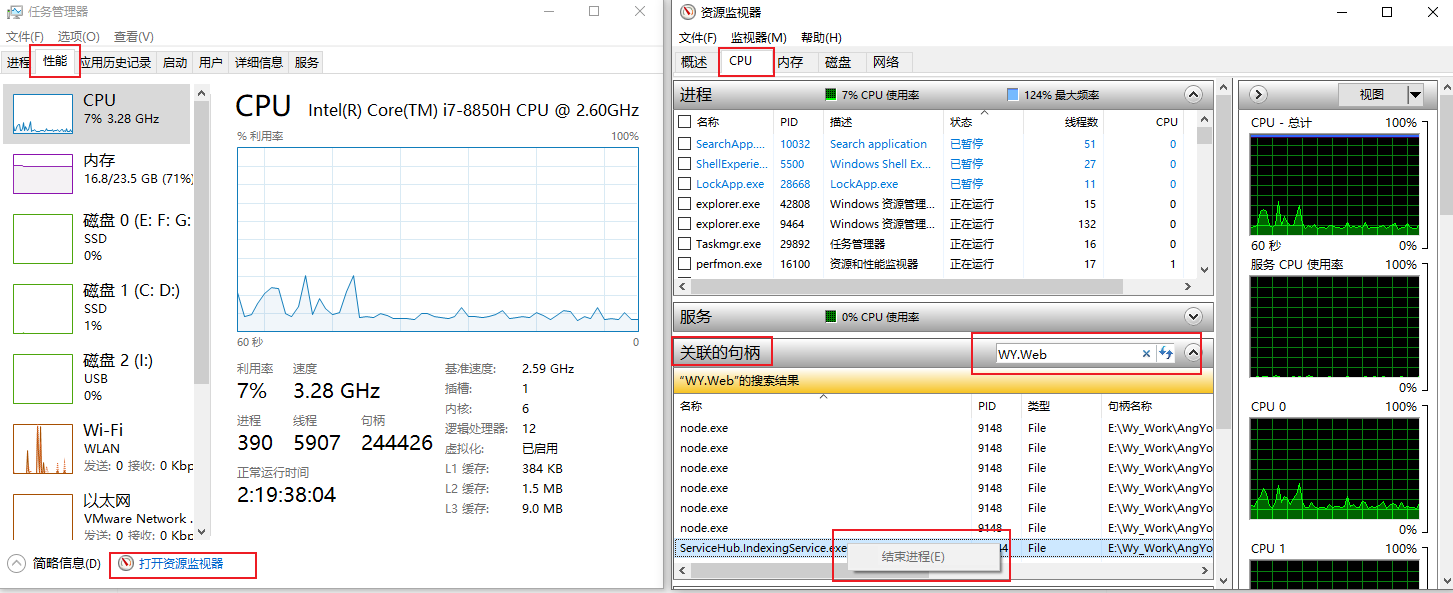 任务管理器
文件(F) 选项(O) 查看(V)
进程 性能 应用历史记录 启动 用户 详细信息 服务
CPU
7% 3.28 GHz
内存
16.8/23.5 GB (71%)
磁盘 0 (E: F: G:
SSD
0%
磁盘 1 (C: D:)
SSD
1%
磁盘 2 (I:)
USB
0%
Wi-Fi
WLAN
发送: 0 接收: 0 Kbp
以太网
VMware Network .
发送: 0 接收: 0 Kbp
CPU Intel(R) Core(TM) i7-8850H CPU @ 2.60GHz
% 利用率 100%
60 秒 0
利用率 速度
7% 3.28 GHz
进程 线程 句柄
390 5907 244426
正常运行时间
2:19:38:04
基准速度: 2.59 GHz
插槽: 1
内核: 6
逻辑处理器: 12
虚拟化: 已启用
L1 缓存: 384 KB
L2 缓存: 1.5 MB
L3 缓存: 9.0 MB
简略信息(D) 打开资源监视器
资源监视器
文件(F) 监视器(M) 帮助(H)
概述 CPU 内存 磁盘 网络
进程 7% CPU 使用率 124% 最大频率
名称 PID 描述 状态 线程数 CPU
SearchApp.... 10032 Search application 已暂停 51 0
ShellExperie... 5500 Windows Shell Ex... 已暂停 27 0
LockApp.exe 28668 LockApp.exe 已暂停 11 0
explorer.exe 42808 Windows 资源管理... 正在运行 15 0
explorer.exe 9464 Windows 资源管理... 正在运行 132 0
Taskmgr.exe 29892 任务管理器 正在运行 16 0
perfmon.exe 16100 资源和性能监视器 正在运行 17 1
服务 0% CPU 使用率
关联的句柄 WY.Web
“WY.Web”的搜索结果
名称 PID 类型 句柄名称
node.exe 9148 File E:\Wy_Work\AngYo
node.exe 9148 File E:\Wy_Work\AngYo
node.exe 9148 File E:\Wy_Work\AngYo
node.exe 9148 File E:\Wy_Work\AngYo
node.exe 9148 File E:\Wy_Work\AngYo
node.exe 9148 File E:\Wy_Work\AngYo
ServiceHub.IndexingService.exe File E:\Wy_Work\AngYo
结束进程(E)
视图
CPU - 总计 100%
60 秒 0%
服务 CPU 使用率 100%
0%
CPU 0 100%
0%
CPU 1 100%